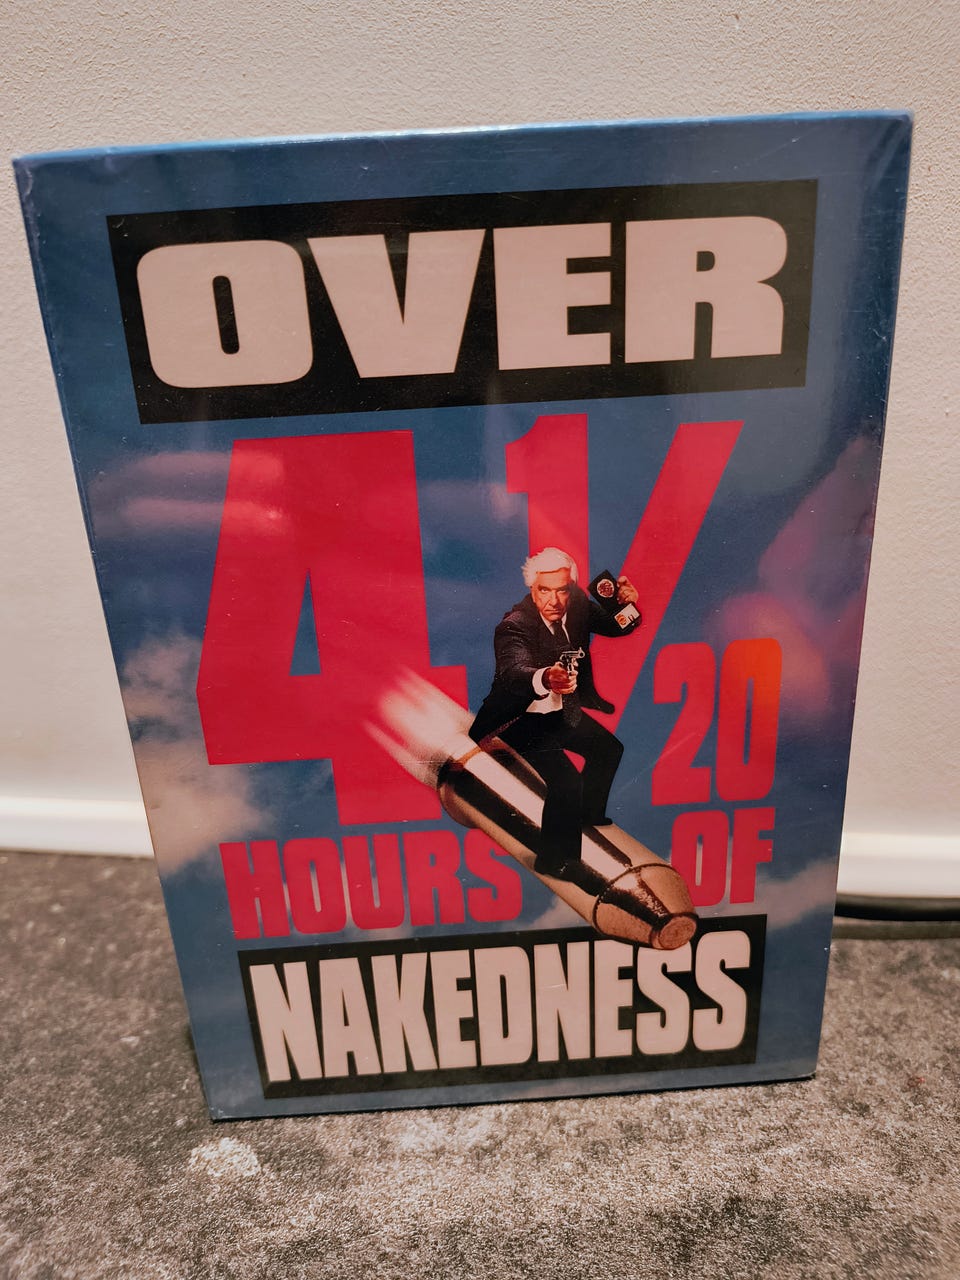 OVER
4 1/20
HOURS OF
NAKEDNESS